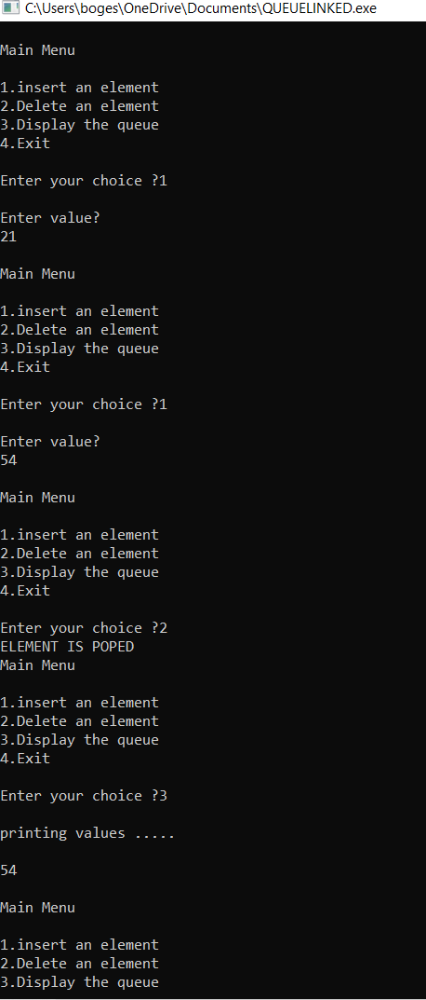 C:\Users\boges\OneDrive\Documents\QUEUELINKED.exe
Main Menu
1.insert an element
2.Delete an element
3.Display the queue
4.Exit
Enter your choice ?1
Enter value?
21
Main Menu
1.insert an element
2.Delete an element
3.Display the queue
4.Exit
Enter your choice ?1
Enter value?
54
Main Menu
1.insert an element
2.Delete an element
3.Display the queue
4.Exit
Enter your choice ?2
ELEMENT IS POPED
Main Menu
1.insert an element
2.Delete an element
3.Display the queue
4.Exit
Enter your choice ?3
printing values .....
54
Main Menu
1.insert an element
2.Delete an element
3.Display the queue